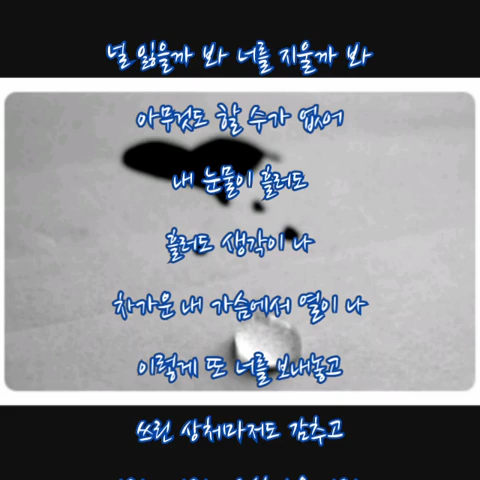 널 잃을까 봐 너를 지울까 봐
아무것도 할 수가 없어
내 눈물이 흘러도
흘러도 생각이 나
차가운 내 가슴에서 열이 나
이렇게 또 너를 보내놓고
쓰린 상처마저도 감추고